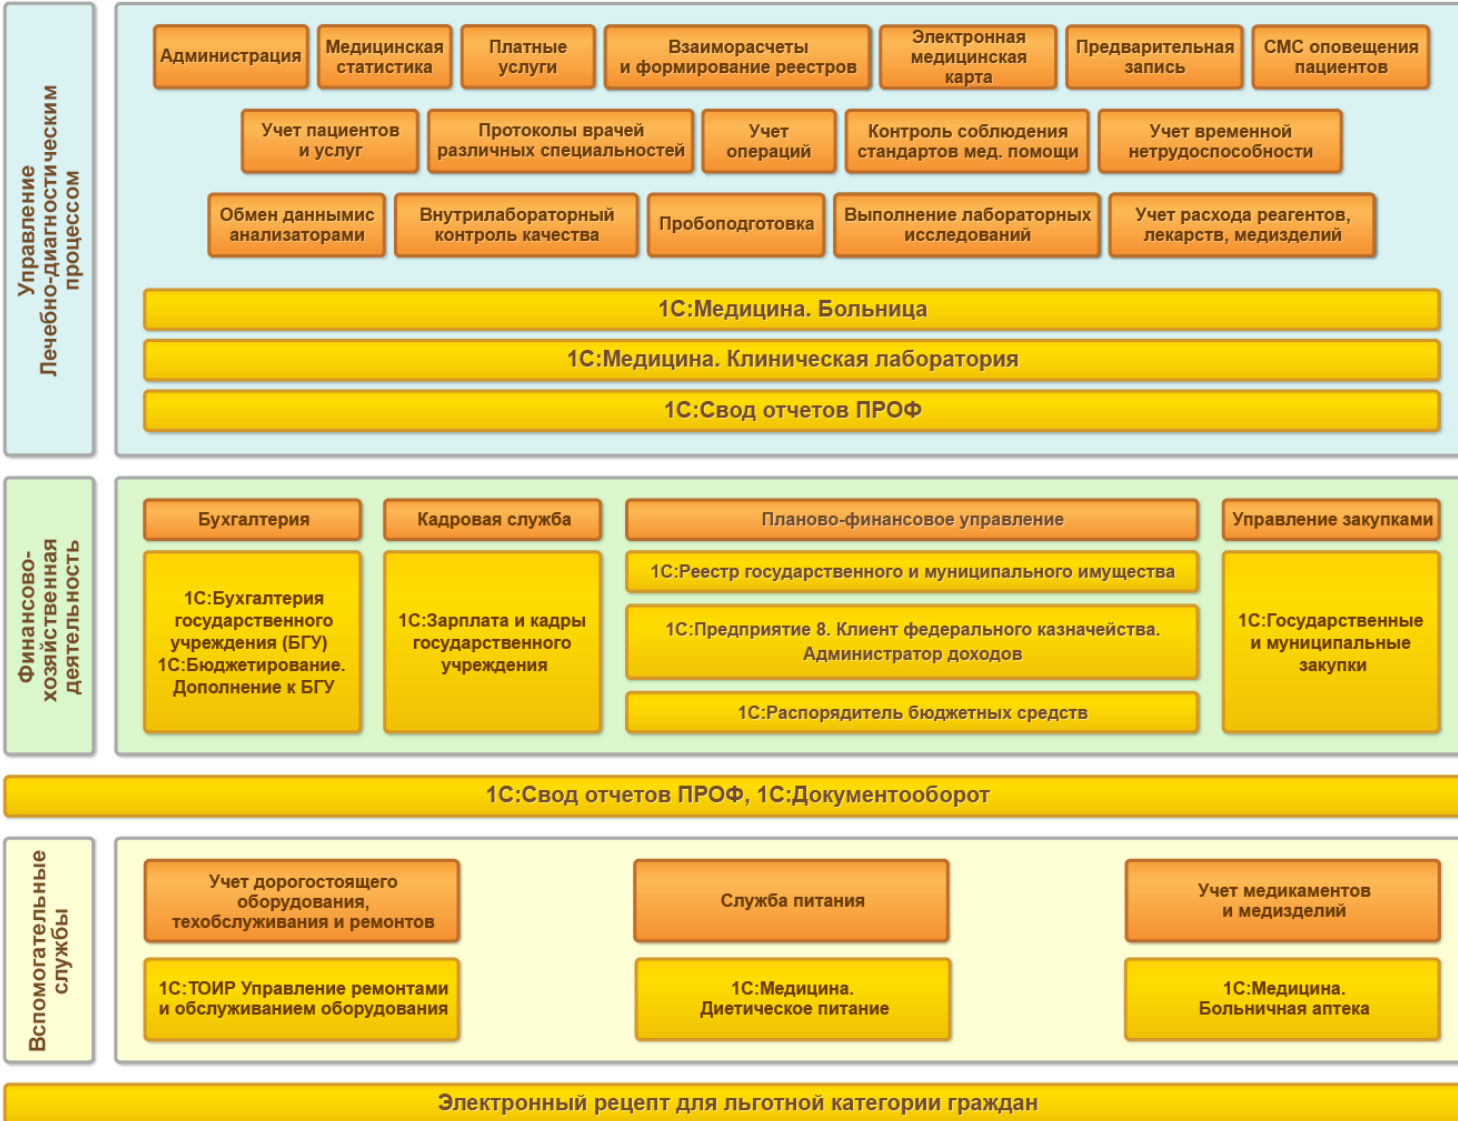 Управление
Лечебно-диагностическим
процессом
Администрация
Медицинская
статистика
Платные
услуги
Взаиморасчеты
и формирование реестров
Электронная
медицинская
карта
Предварительная
запись
СМС оповещения
пациентов
Учет пациентов
и услуг
Протоколы врачей
различных специальностей
Учет
операций
Контроль соблюдения
стандартов мед. помощи
Учет временной
нетрудоспособности
Обмен даннымис
анализаторами
Внутрилабораторный
контроль качества
Пробоподготовка
Выполнение лабораторных
исследований
Учет расхода реагентов,
лекарств, медизделий
1С:Медицина. Больница
1С:Медицина. Клиническая лаборатория
1С:Свод отчетов ПРОФ
Финансово-
хозяйственная
деятельность
Бухгалтерия
1С:Бухгалтерия
государственного
учреждения (БГУ)
1С:Бюджетирование.
Дополнение к БГУ
Кадровая служба
1С:Зарплата и кадры
государственного
учреждения
Планово-финансовое управление
1С:Реестр государственного и муниципального имущества
1С:Предприятие 8. Клиент федерального казначейства.
Администратор доходов
1С:Распорядитель бюджетных средств
Управление закупками
1С:Государственные
и муниципальные
закупки
1С:Свод отчетов ПРОФ, 1С:Документооборот
Вспомогательные
службы
Учет дорогостоящего
оборудования,
техобслуживания и ремонтов
1С:ТОИР Управление ремонтами
и обслуживанием оборудования
Служба питания
1С:Медицина.
Диетическое питание
Учет медикаментов
и медизделий
1С:Медицина.
Больничная аптека
Электронный рецепт для льготной категории граждан